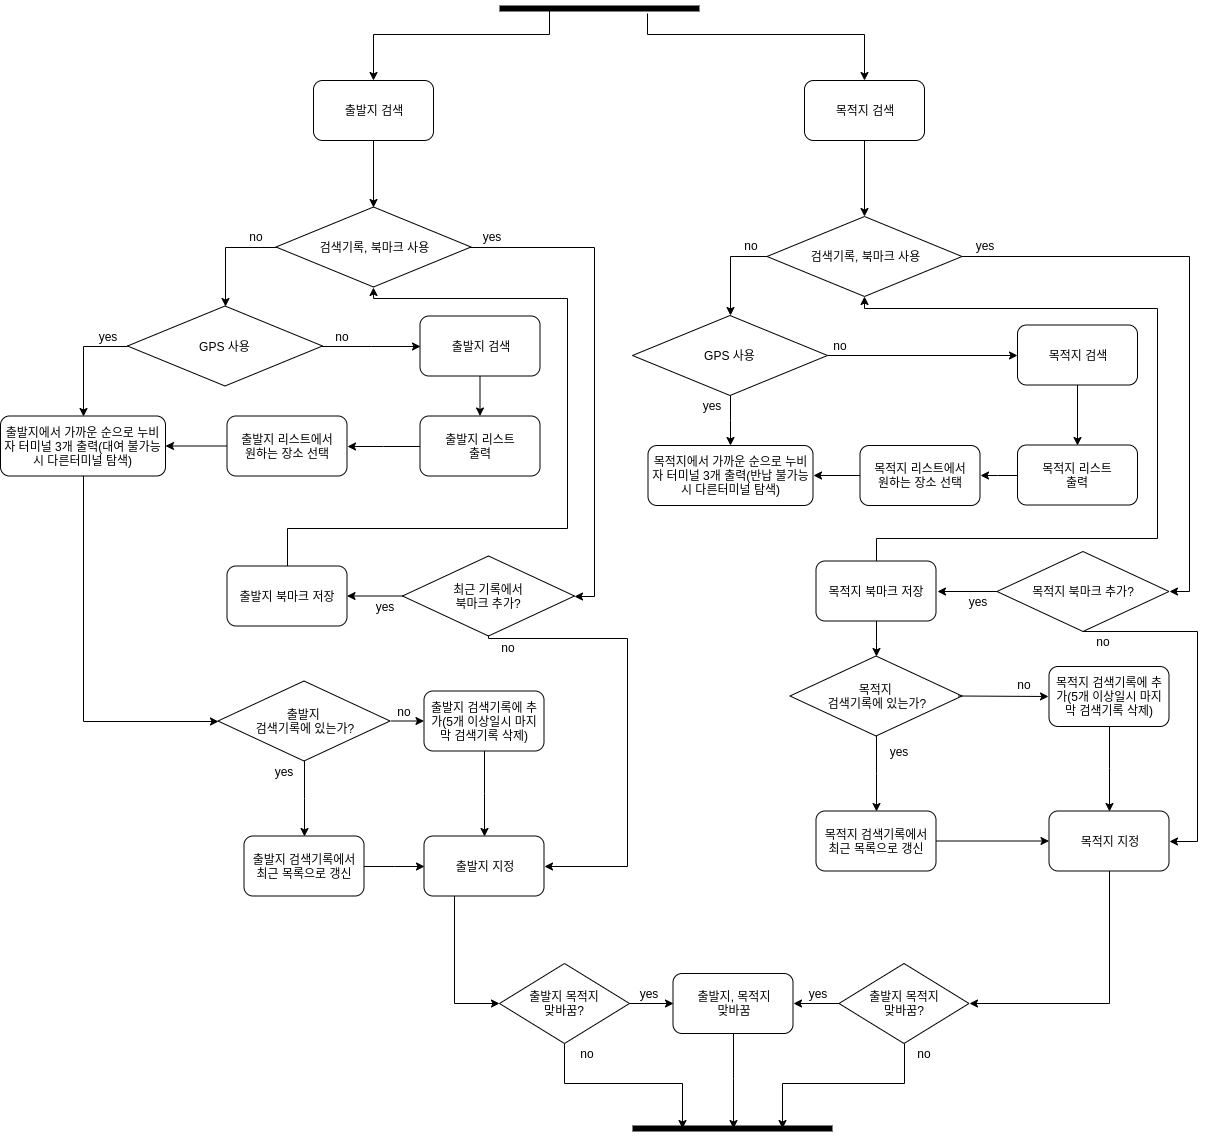 출발지 검색
목적지 검색
no
검색기록, 북마크 사용
yes
no
검색기록, 북마크 사용
yes
yes
GPS 사용
no
출발지 검색
GPS 사용
no
목적지 검색
yes
출발지에서 가까운 순으로 누비
자 터미널 3개 출력(대여 불가능
시 다른터미널 탐색)
출발지 리스트에서
원하는 장소 선택
출발지 리스트
출력
목적지에서 가까운 순으로 누비
자 터미널 3개 출력(반납 불가능
시 다른터미널 탐색)
목적지 리스트에서
원하는 장소 선택
목적지 리스트
출력
출발지 북마크 저장
yes
최근 기록에서
북마크 추가?
no
목적지 북마크 저장
yes
목적지 북마크 추가?
no
출발지
검색기록에 있는가?
no
출발지 검색기록에 추
가(5개 이상일시 마지
막 검색기록 삭제)
yes
목적지
검색기록에 있는가?
no
목적지 검색기록에 추
가(5개 이상일시 마지
막 검색기록 삭제)
yes
출발지 검색기록에서
최근 목록으로 갱신
출발지 지정
목적지 검색기록에서
최근 목록으로 갱신
목적지 지정
출발지 목적지
맞바꿈?
yes
출발지, 목적지
맞바꿈
yes
출발지 목적지
맞바꿈?
no
no